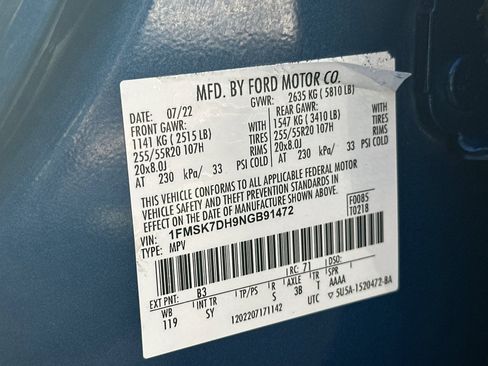 MFD. BY FORD MOTOR CO.
DATE: 07/22 GVWR: 2635 KG ( 5810 LB)
FRONT GAWR: REAR GAWR:
1141 KG ( 2515 LB) WITH 1547 KG ( 3410 LB) WITH
255/55R20 107H TIRES 255/55R20 107H TIRES
20x8.0J RIMS 20x8.0J RIMS
AT 230 kPa/ 33 PSI COLD AT 230 kPa/ 33 PSI COLD
THIS VEHICLE CONFORMS TO ALL APPLICABLE FEDERAL MOTOR
VEHICLE SAFETY AND THEFT PREVENTION STANDARDS IN
EFFECT ON THE DATE OF MANUFACTURE SHOWN ABOVE.
VIN: 1FMSK7DH9NGB91472 F0085
TYPE: MPV T0218
EXT PNT: B3 RC: 71 DSO:
WB BRK INT TR TP/PS R AXLE TR SPR
119 SY S 3B T AAAA
1202207171142 UTC ▽5U5A-1520472-BA